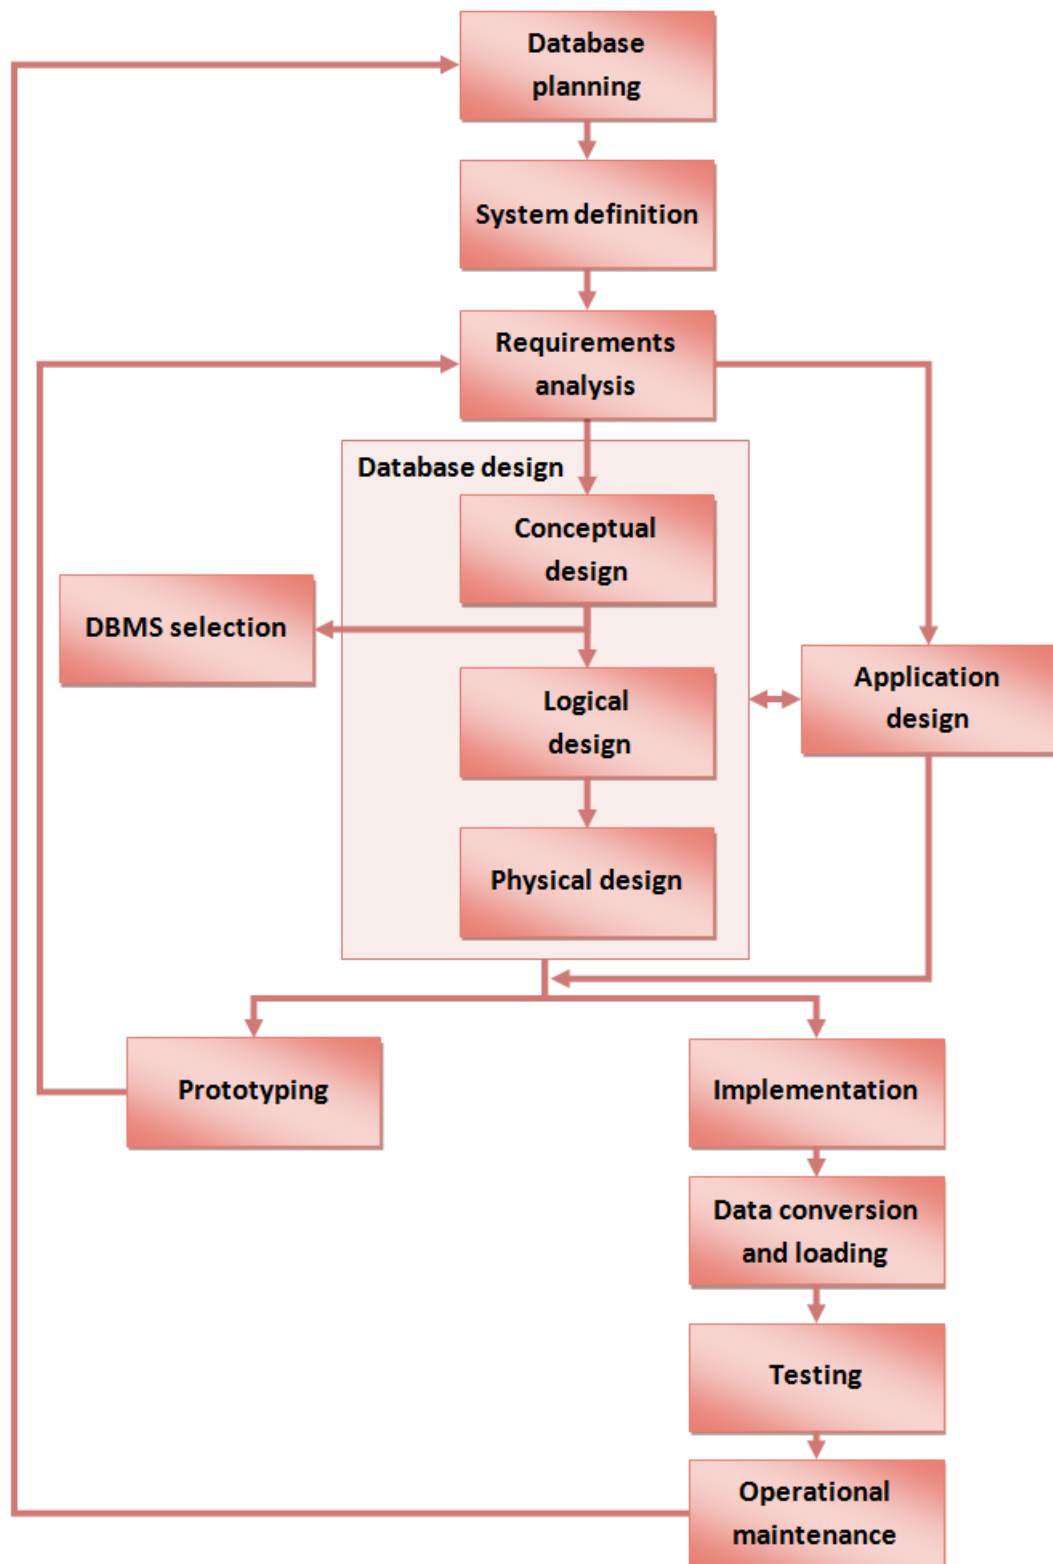 Database
planning
System definition
Requirements
analysis
Database design
Conceptual
design
DBMS selection
Logical
design
Application
design
Physical design
Prototyping
Implementation
Data conversion
and loading
Testing
Operational
maintenance